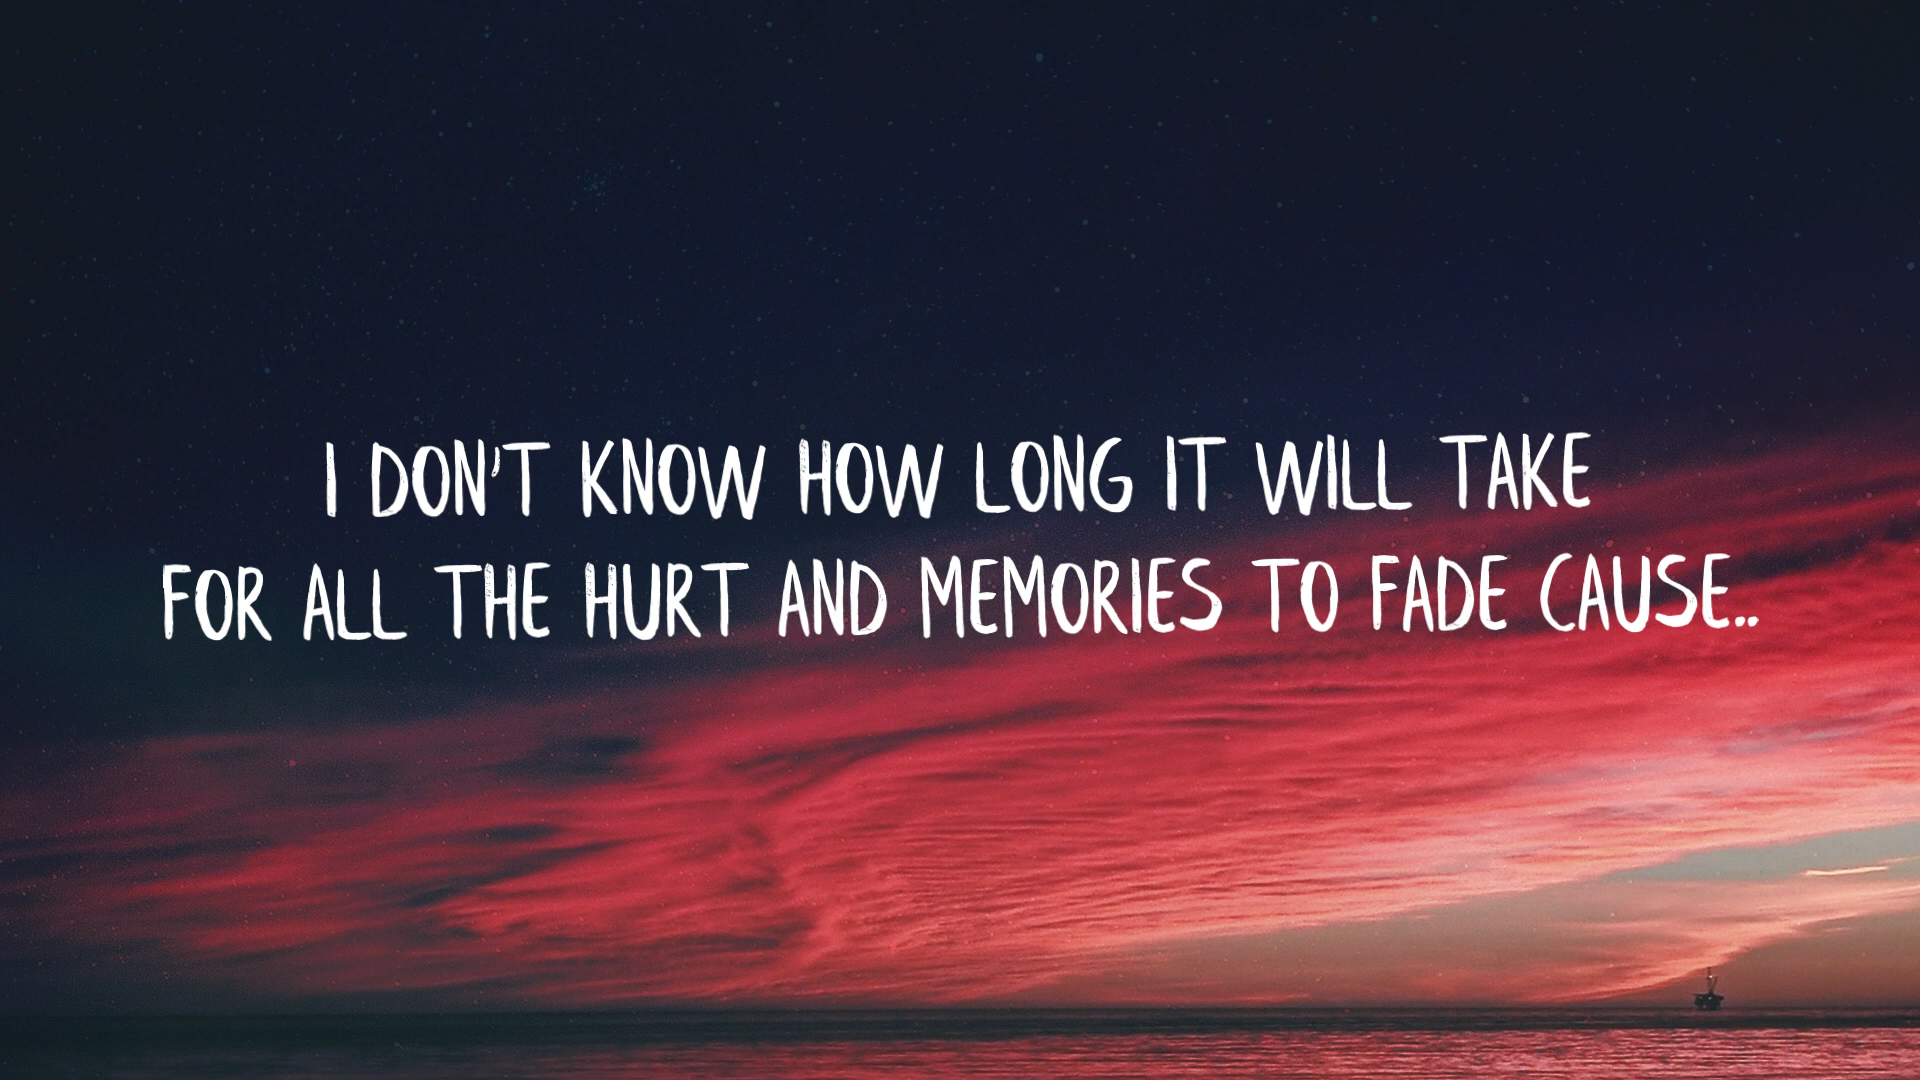 I DON'T KNOW HOW LONG IT WILL TAKE
FOR ALL THE HURT AND MEMORIES TO FADE CAUSE..